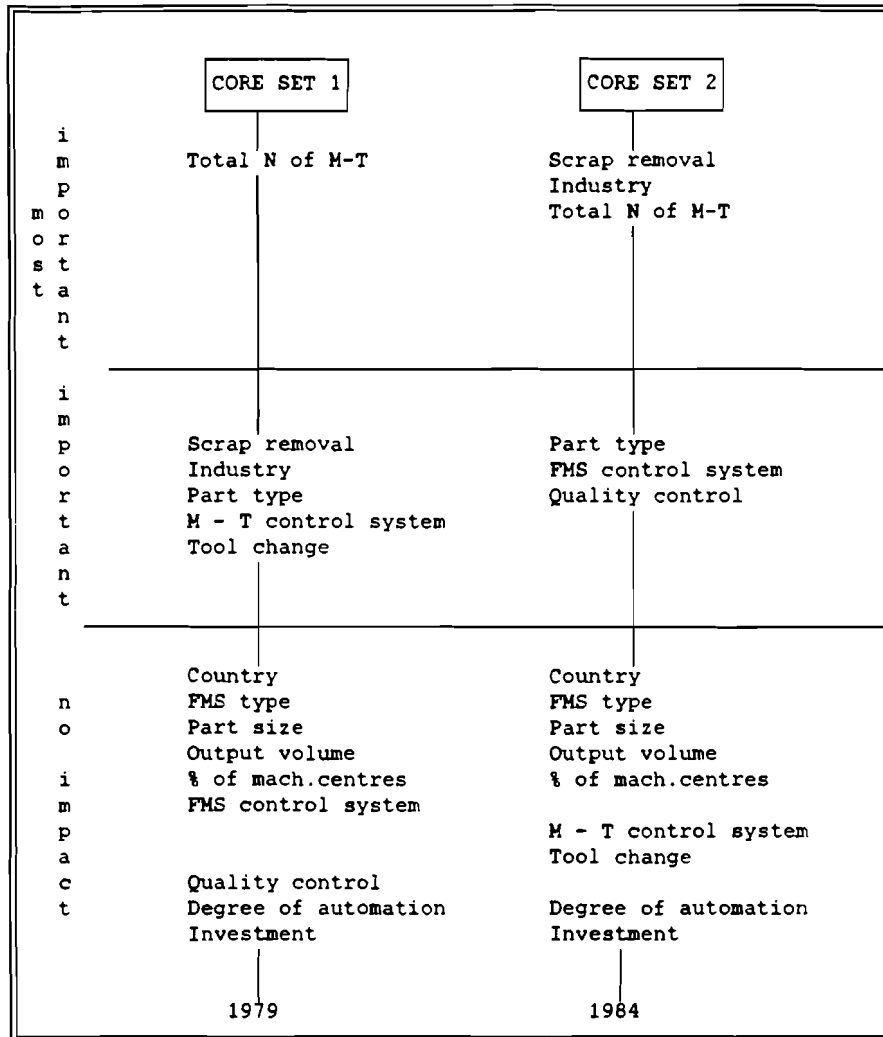 CORE SET 1 CORE SET 2
most important
Total N of M-T Scrap removal
Industry
Total N of M-T
important
Scrap removal Part type
Industry FMS control system
Part type Quality control
M - T control system
Tool change
no impact
Country Country
FMS type FMS type
Part size Part size
Output volume Output volume
% of mach.centres % of mach.centres
FMS control system
M - T control system
Tool change
Quality control
Degree of automation Degree of automation
Investment Investment
1979 1984